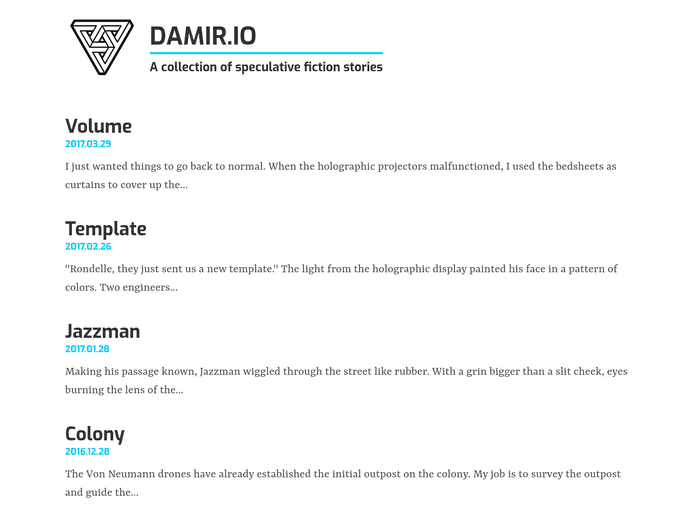 DAMIR.IO
A collection of speculative fiction stories
Volume
2017.03.29
I just wanted things to go back to normal. When the holographic projectors malfunctioned, I used the bedsheets as
curtains to cover up the...
Template
2017.02.26
"Rondelle, they just sent us a new template." The light from the holographic display painted his face in a pattern of
colors. Two engineers...
Jazzman
2017.01.28
Making his passage known, Jazzman wiggled through the street like rubber. With a grin bigger than a slit cheek, eyes
burning the lens of the...
Colony
2016.12.28
The Von Neumann drones have already established the initial outpost on the colony. My job is to survey the outpost
and guide the...